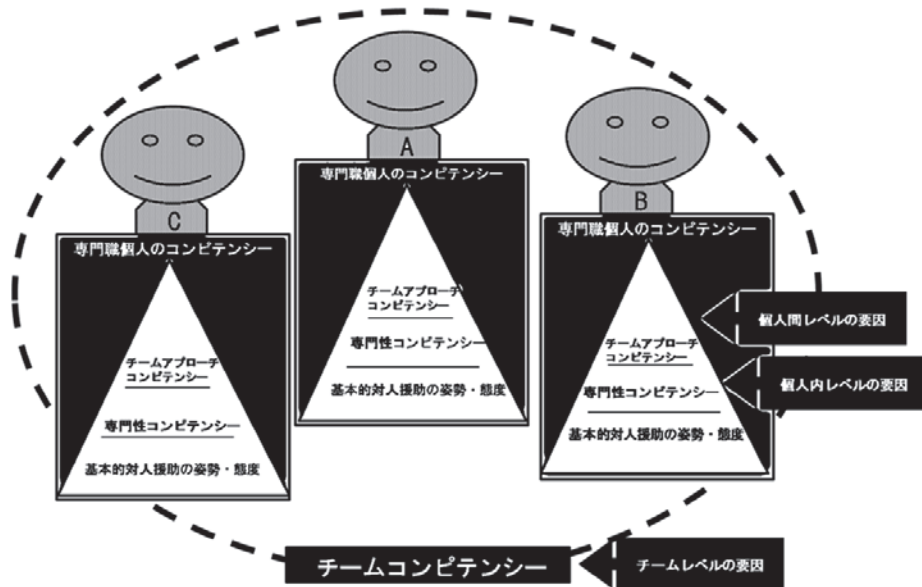 A
専門職個人のコンピテンシー
チームアプローチ
コンピテンシー
専門性コンピテンシー
基本的対人援助の姿勢・態度
C
専門職個人のコンピテンシー
チームアプローチ
コンピテンシー
専門性コンピテンシー
基本的対人援助の姿勢・態度
B
専門職個人のコンピテンシー
チームアプローチ
コンピテンシー
専門性コンピテンシー
基本的対人援助の姿勢・態度
個人間レベルの要因
個人内レベルの要因
チームコンピテンシー
チームレベルの要因